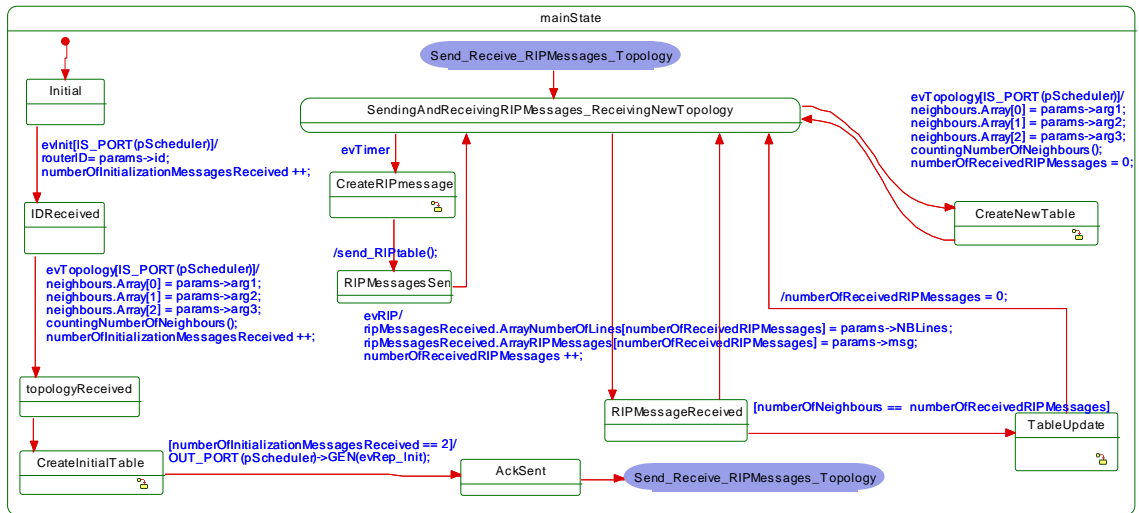 mainState
Send_Receive_RIPMessages_Topology
Initial
SendingAndReceivingRIPMessages_ReceivingNewTopology
evTopology[IS_PORT(pScheduler)]/
neighbours.Array[0] = params->arg1;
neighbours.Array[1] = params->arg2;
neighbours.Array[2] = params->arg3;
countingNumberOfNeighbours();
numberOfReceivedRIPMessages = 0;
evInit[IS_PORT(pScheduler)]/
routerID= params->id;
numberOfInitializationMessagesReceived ++;
evTimer
CreateRIPmessage
IDReceived
CreateNewTable
/send_RIPtable();
evTopology[IS_PORT(pScheduler)]/
neighbours.Array[0] = params->arg1;
neighbours.Array[1] = params->arg2;
neighbours.Array[2] = params->arg3;
countingNumberOfNeighbours();
numberOfInitializationMessagesReceived ++;
RIPMessagesSen
/numberOfReceivedRIPMessages = 0;
evRIP/
ripMessagesReceived.ArrayNumberOfLines[numberOfReceivedRIPMessages] = params->NBLines;
ripMessagesReceived.ArrayRIPMessages[numberOfReceivedRIPMessages] = params->msg;
numberOfReceivedRIPMessages ++;
topologyReceived
RIPMessageReceived
[numberOfNeighbours == numberOfReceivedRIPMessages]
TableUpdate
CreateInitialTable
[numberOfInitializationMessagesReceived == 2]/
OUT_PORT(pScheduler)->GEN(evRep_Init);
AckSent
Send_Receive_RIPMessages_Topology